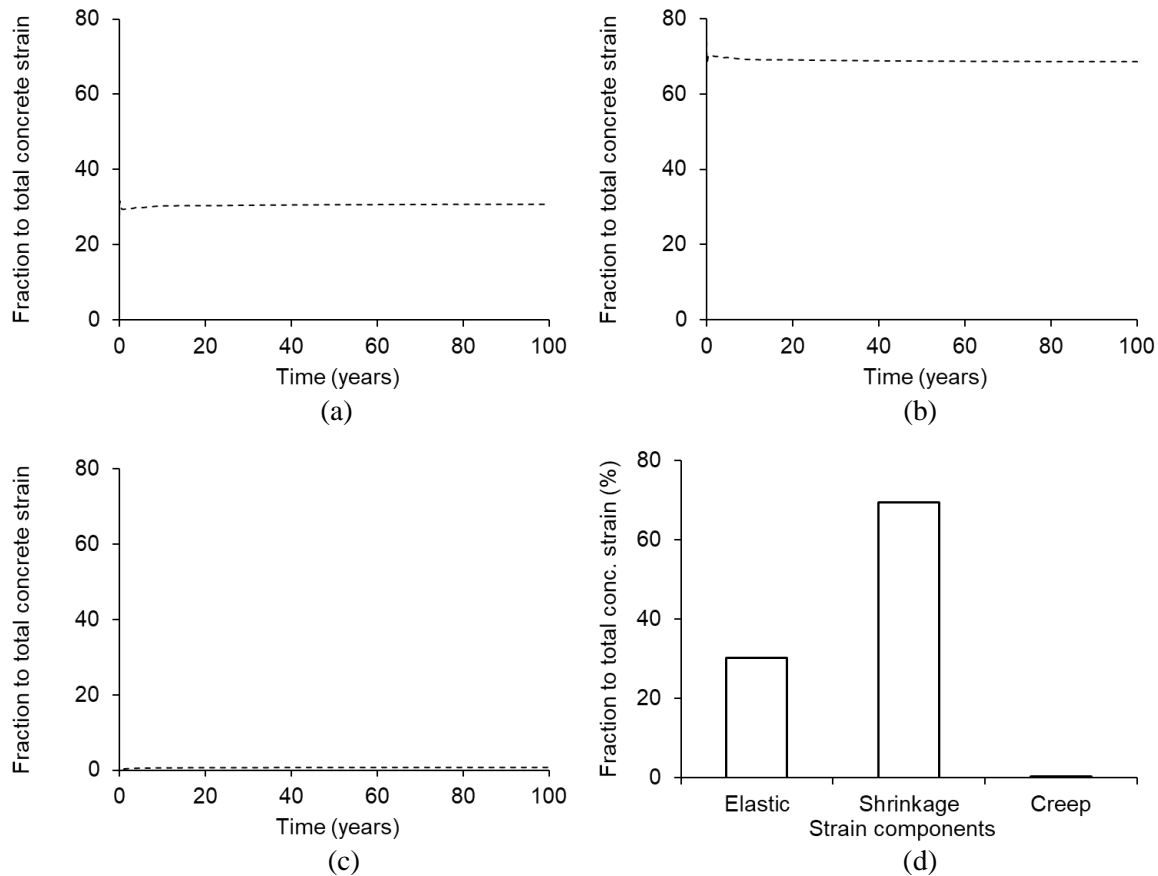 Fraction to total concrete strain
80
60
40
20
0
0 20 40 60 80 100
Time (years)
(a)
Fraction to total concrete strain
80
60
40
20
0
0 20 40 60 80 100
Time (years)
(b)
Fraction to total concrete strain
80
60
40
20
0
0 20 40 60 80 100
Time (years)
(c)
Fraction to total conc. strain (%)
80
60
40
20
0
Elastic Shrinkage Creep
Strain components
(d)